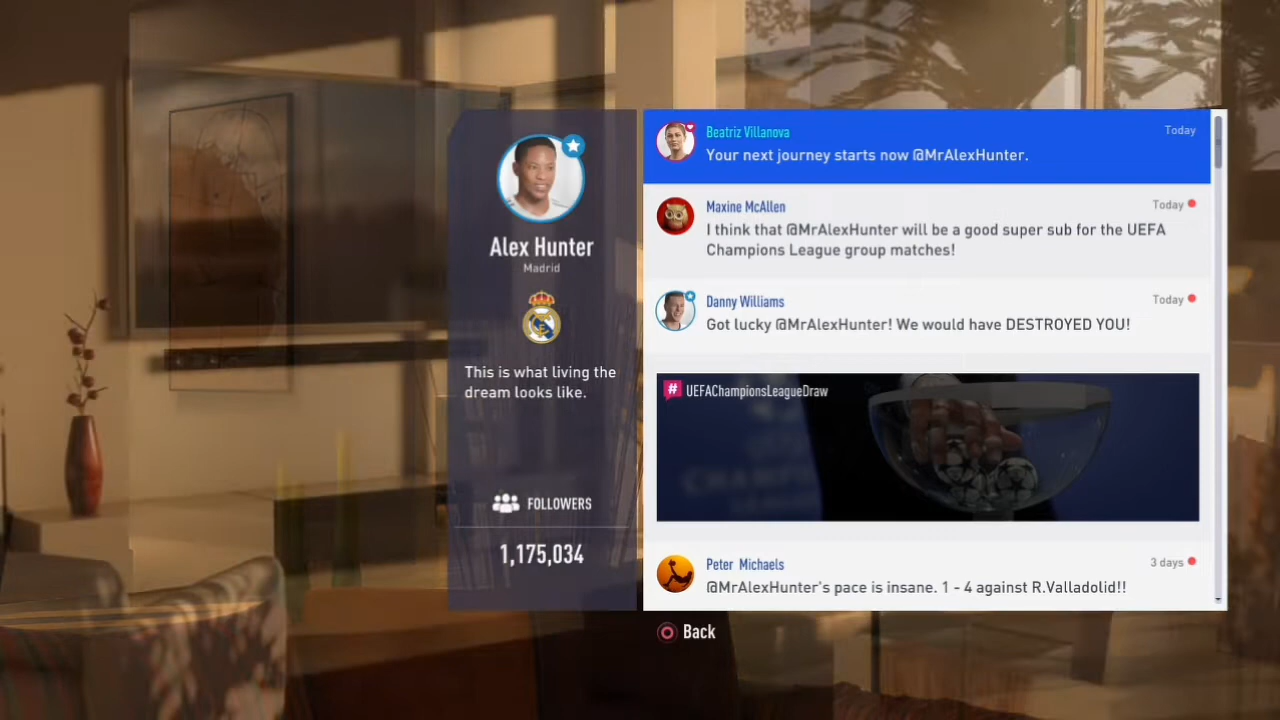 Alex Hunter
Madrid
This is what living the
dream looks like.
FOLLOWERS
1,175,034
Beatriz Villanova
Today
Your next journey starts now @MrAlexHunter.
Maxine McAllen
Today
I think that @MrAlexHunter will be a good super sub for the UEFA
Champions League group matches!
Danny Williams
Today
Got lucky @MrAlexHunter! We would have DESTROYED YOU!
# UEFAChampionsLeagueDraw
Peter Michaels
3 days
@MrAlexHunter's pace is insane. 1 - 4 against R.Valladolid!!
Back